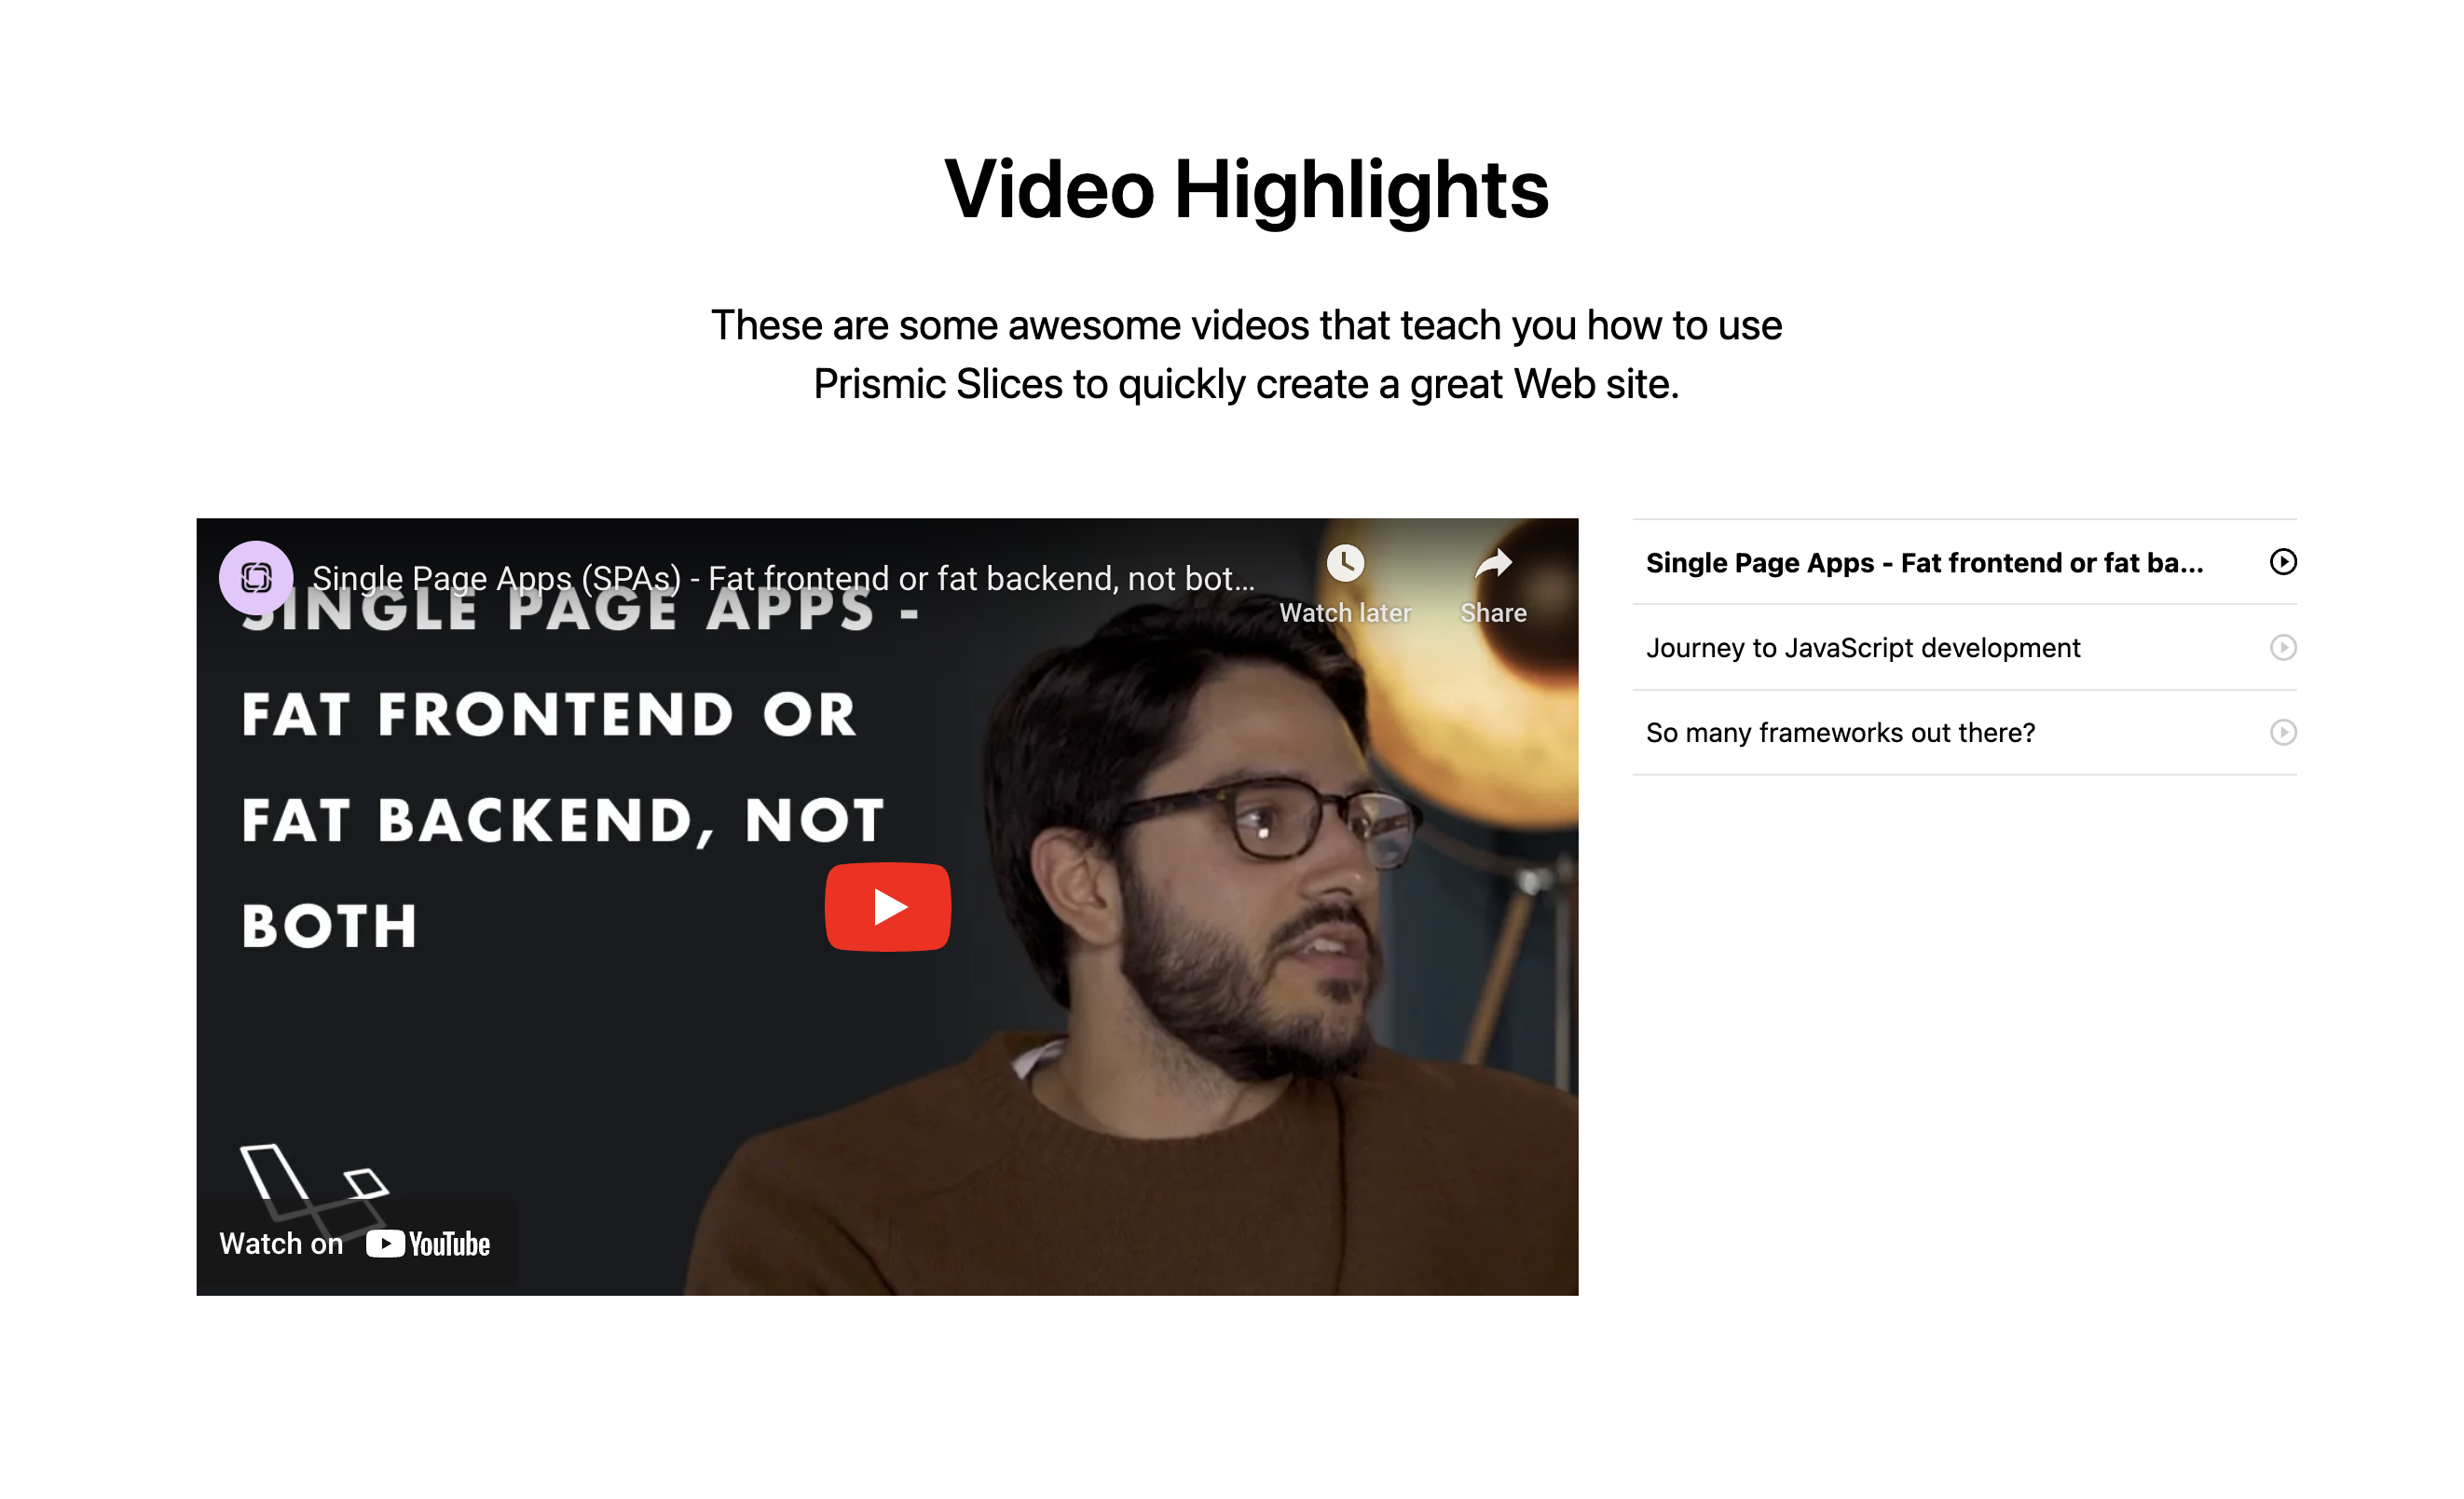 Video Highlights
These are some awesome videos that teach you how to use
Prismic Slices to quickly create a great Web site.
Single Page Apps (SPAs) - Fat frontend or fat backend, not bot...
Watch later
Share
SINGLE PAGE APPS -
FAT FRONTEND OR
FAT BACKEND, NOT
BOTH
Watch on YouTube
Single Page Apps - Fat frontend or fat ba...
Journey to JavaScript development
So many frameworks out there?